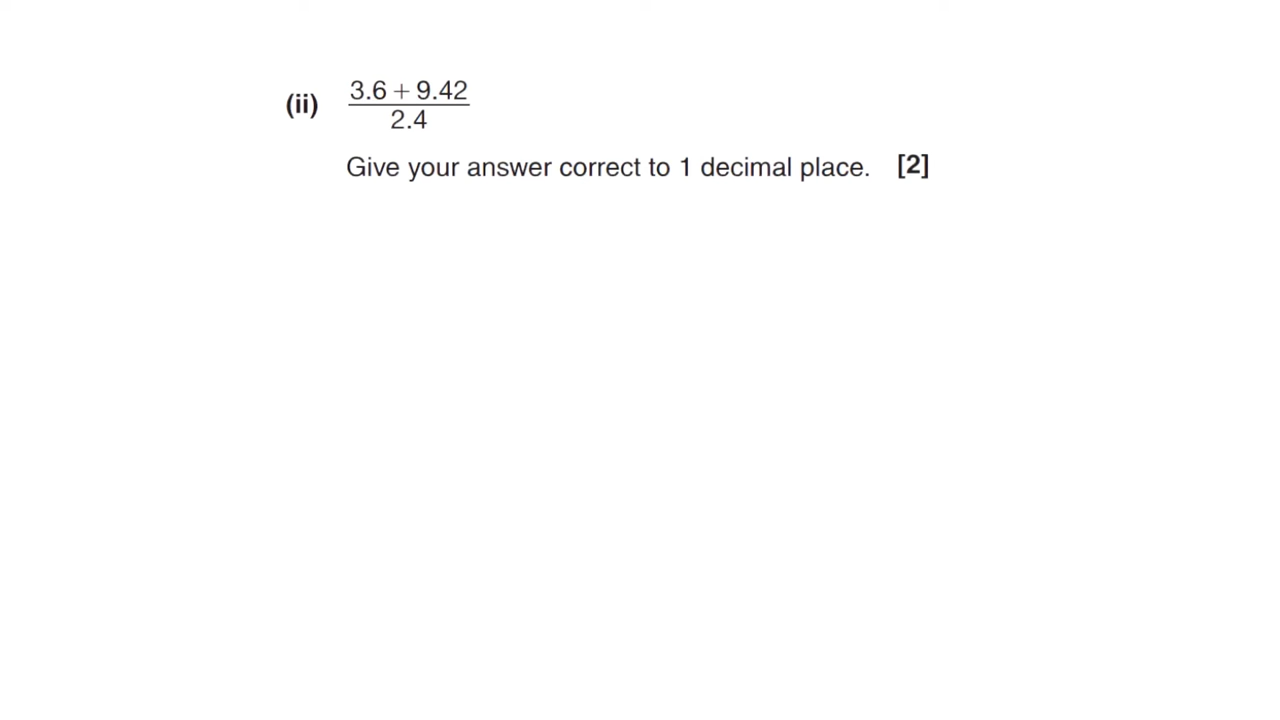 (ii) 3.6 + 9.42
2.4
Give your answer correct to 1 decimal place. [2]